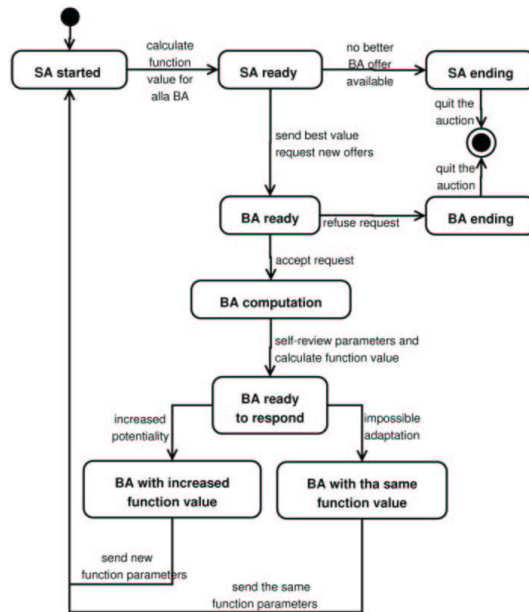 calculate
function
value for
alla BA
no better
BA offer
available
SA started
SA ready
SA ending
quit the
auction
send best value
request new offers
quit the
auction
BA ready
refuse request
BA ending
accept request
BA computation
self-review parameters and
calculate function value
BA ready
to respond
increased
potentiality
impossible
adaptation
BA with increased
function value
BA with tha same
function value
send new
function parameters
send the same
function parameters